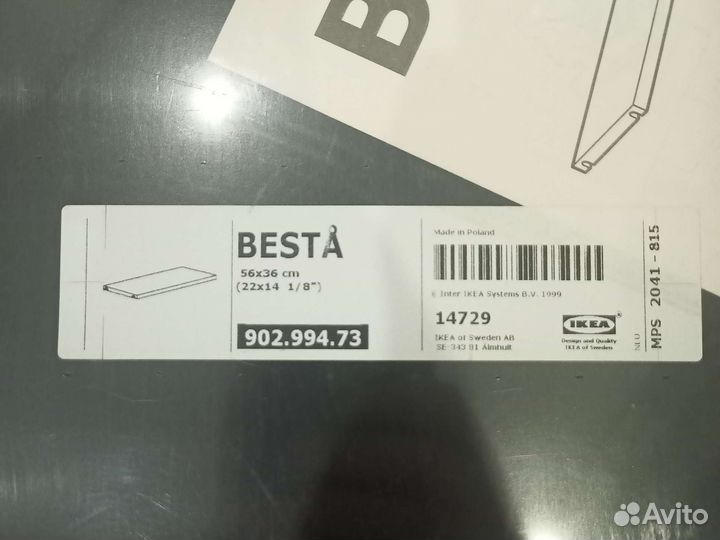 B
BESTÅ
56x36 cm
(22x14 1/8")
902.994.73
Made in Poland
© Inter IKEA Systems B.V. 1999
14729
IKEA of Sweden AB
SE-343 81 Älmhult
IKEA
Design and Quality
IKEA of Sweden
NEU
MPS 2041 - 815
Avito